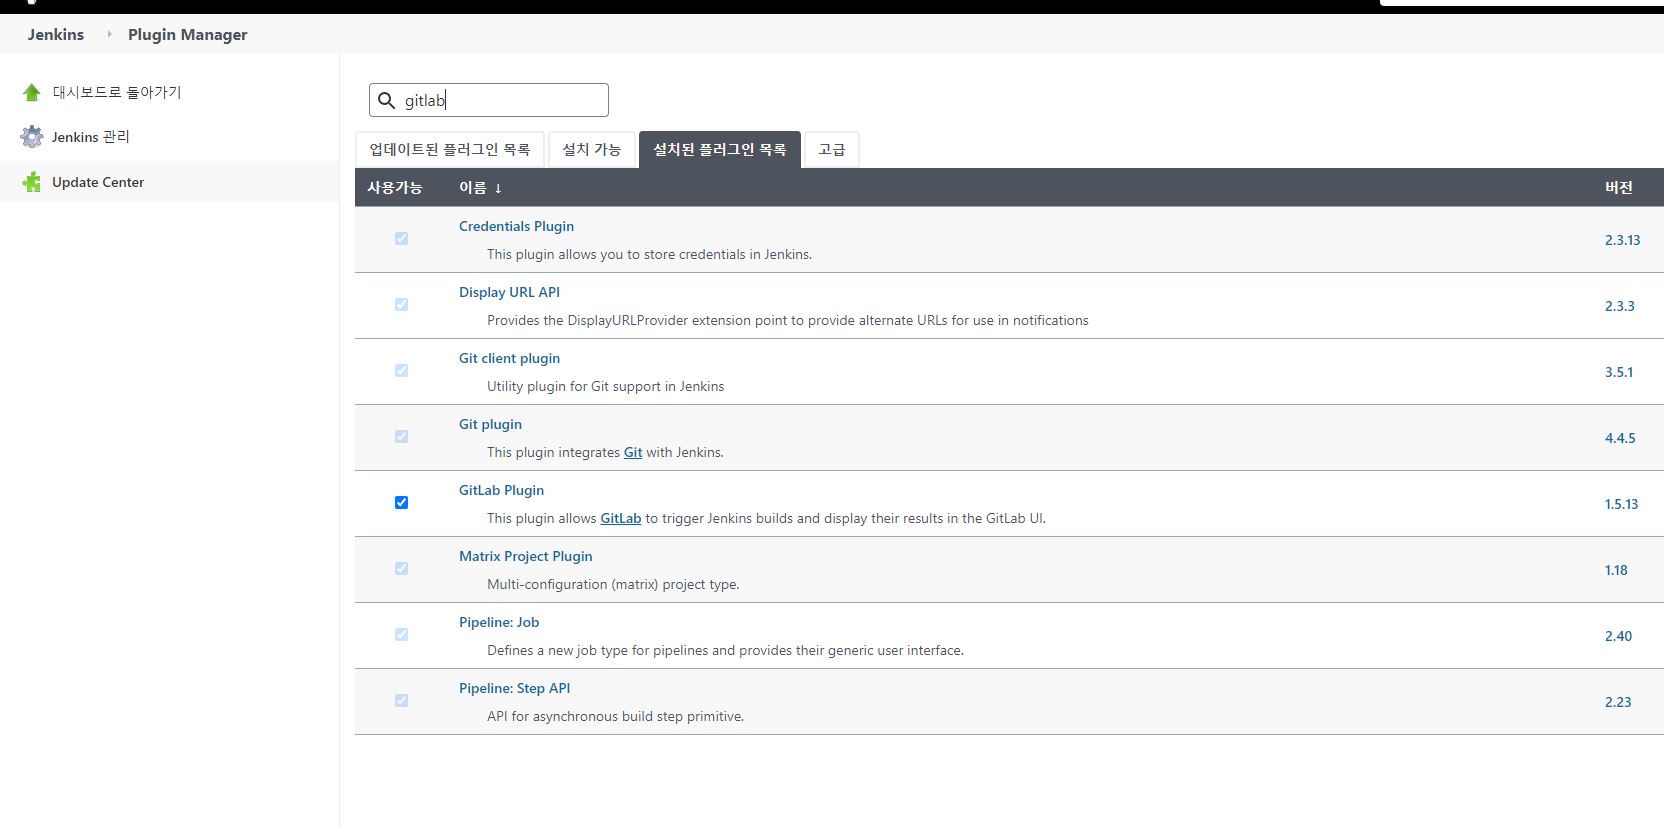 Jenkins Plugin Manager
대시보드로 돌아가기
Jenkins 관리
Update Center
gitlab
업데이트된 플러그인 목록 설치 가능 설치된 플러그인 목록 고급
사용가능 이름 ↓ 버전
Credentials Plugin
This plugin allows you to store credentials in Jenkins.
2.3.13
Display URL API
Provides the DisplayURLProvider extension point to provide alternate URLs for use in notifications
2.3.3
Git client plugin
Utility plugin for Git support in Jenkins
3.5.1
Git plugin
This plugin integrates Git with Jenkins.
4.4.5
GitLab Plugin
This plugin allows GitLab to trigger Jenkins builds and display their results in the GitLab UI.
1.5.13
Matrix Project Plugin
Multi-configuration (matrix) project type.
1.18
Pipeline: Job
Defines a new job type for pipelines and provides their generic user interface.
2.40
Pipeline: Step API
API for asynchronous build step primitive.
2.23